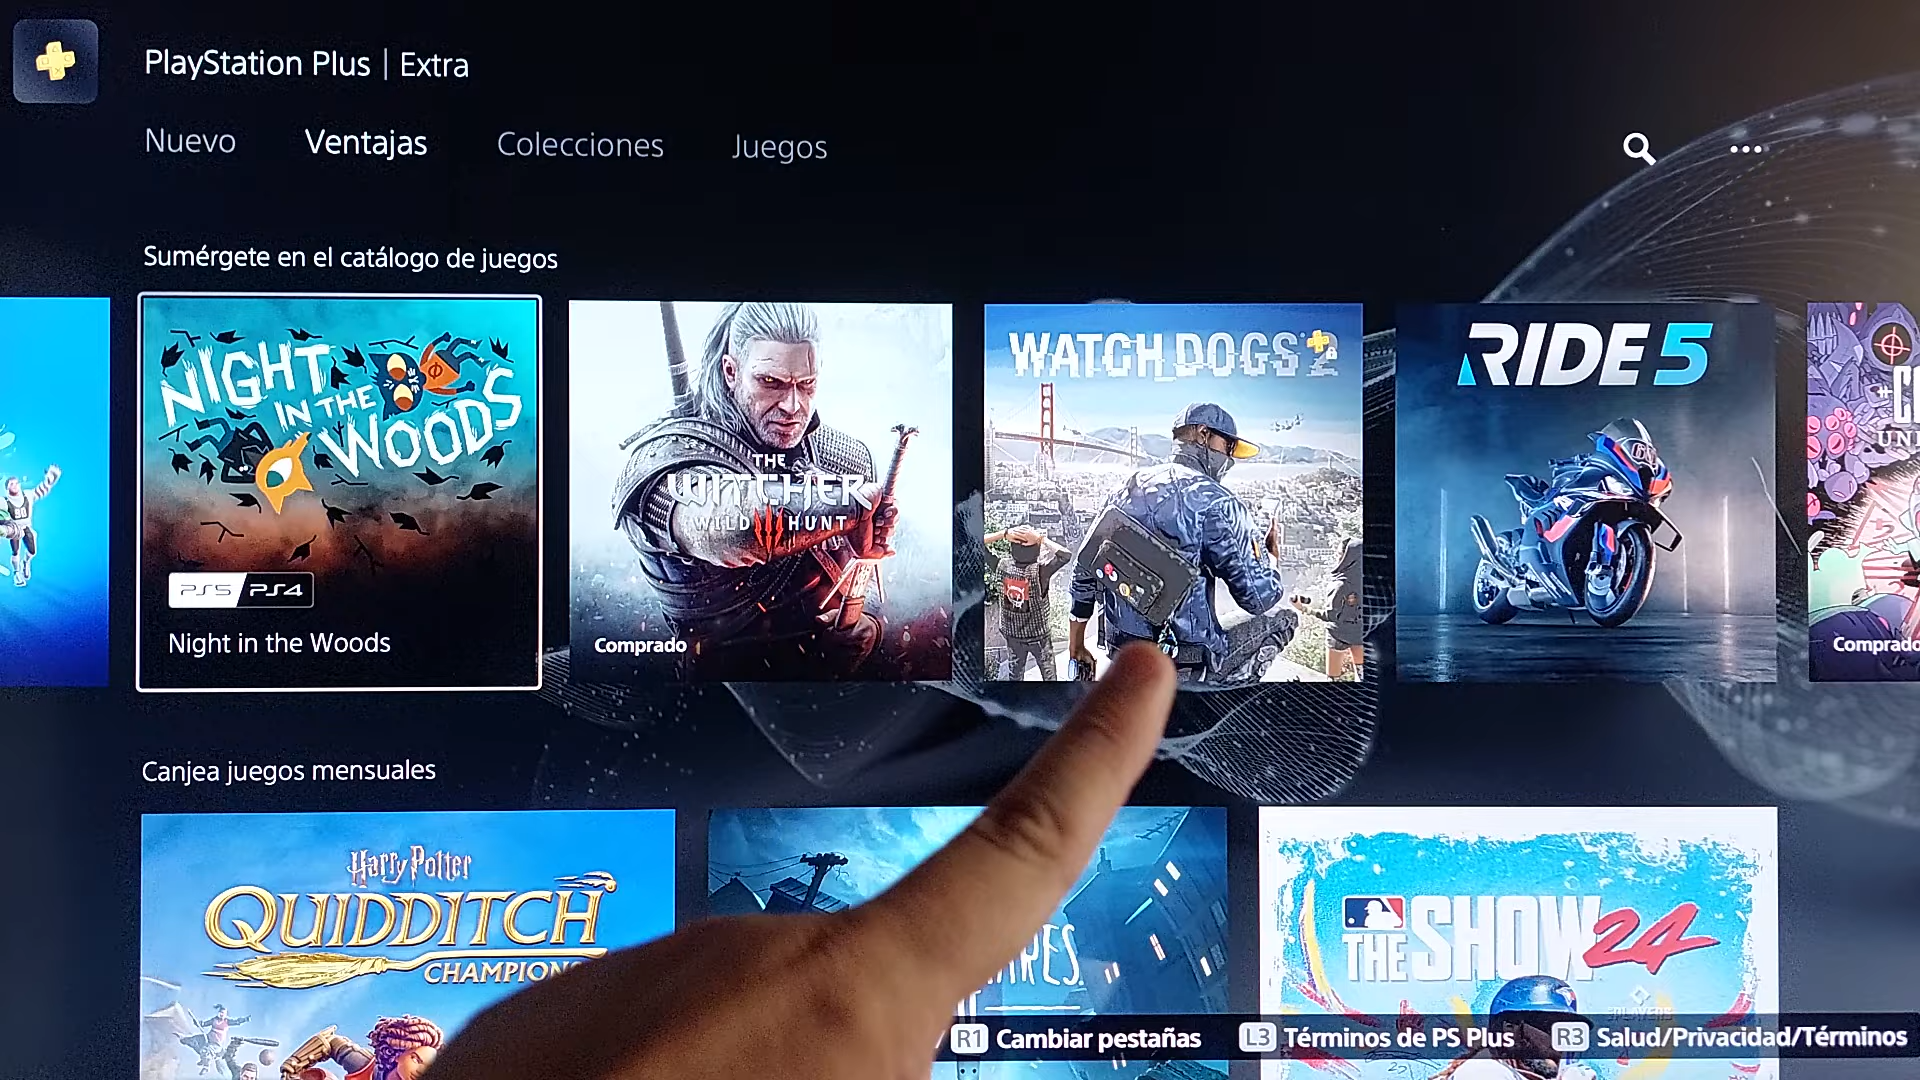 PlayStation Plus | Extra
Nuevo Ventajas Colecciones Juegos
Sumérgete en el catálogo de juegos
NIGHT
IN THE
WOODS
PS5 PS4
Night in the Woods
THE
WITCHER
WILD HUNT
Comprado
WATCH DOGS 2
RIDE 5
Comprado
Canjea juegos mensuales
Harry Potter
QUIDDITCH
CHAMPION
MLB
THE SHOW 24
R1 Cambiar pestañas L3 Términos de PS Plus R3 Salud/Privacidad/Términos